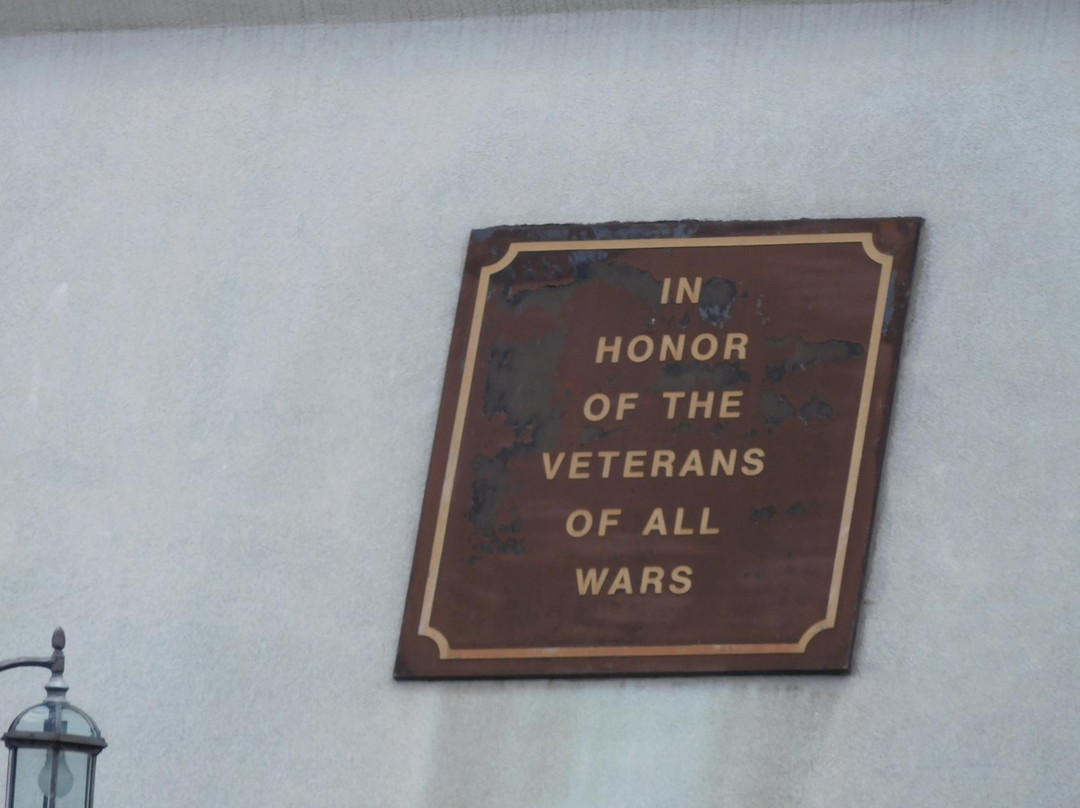 IN
HONOR
OF THE
VETERANS
OF ALL
WARS